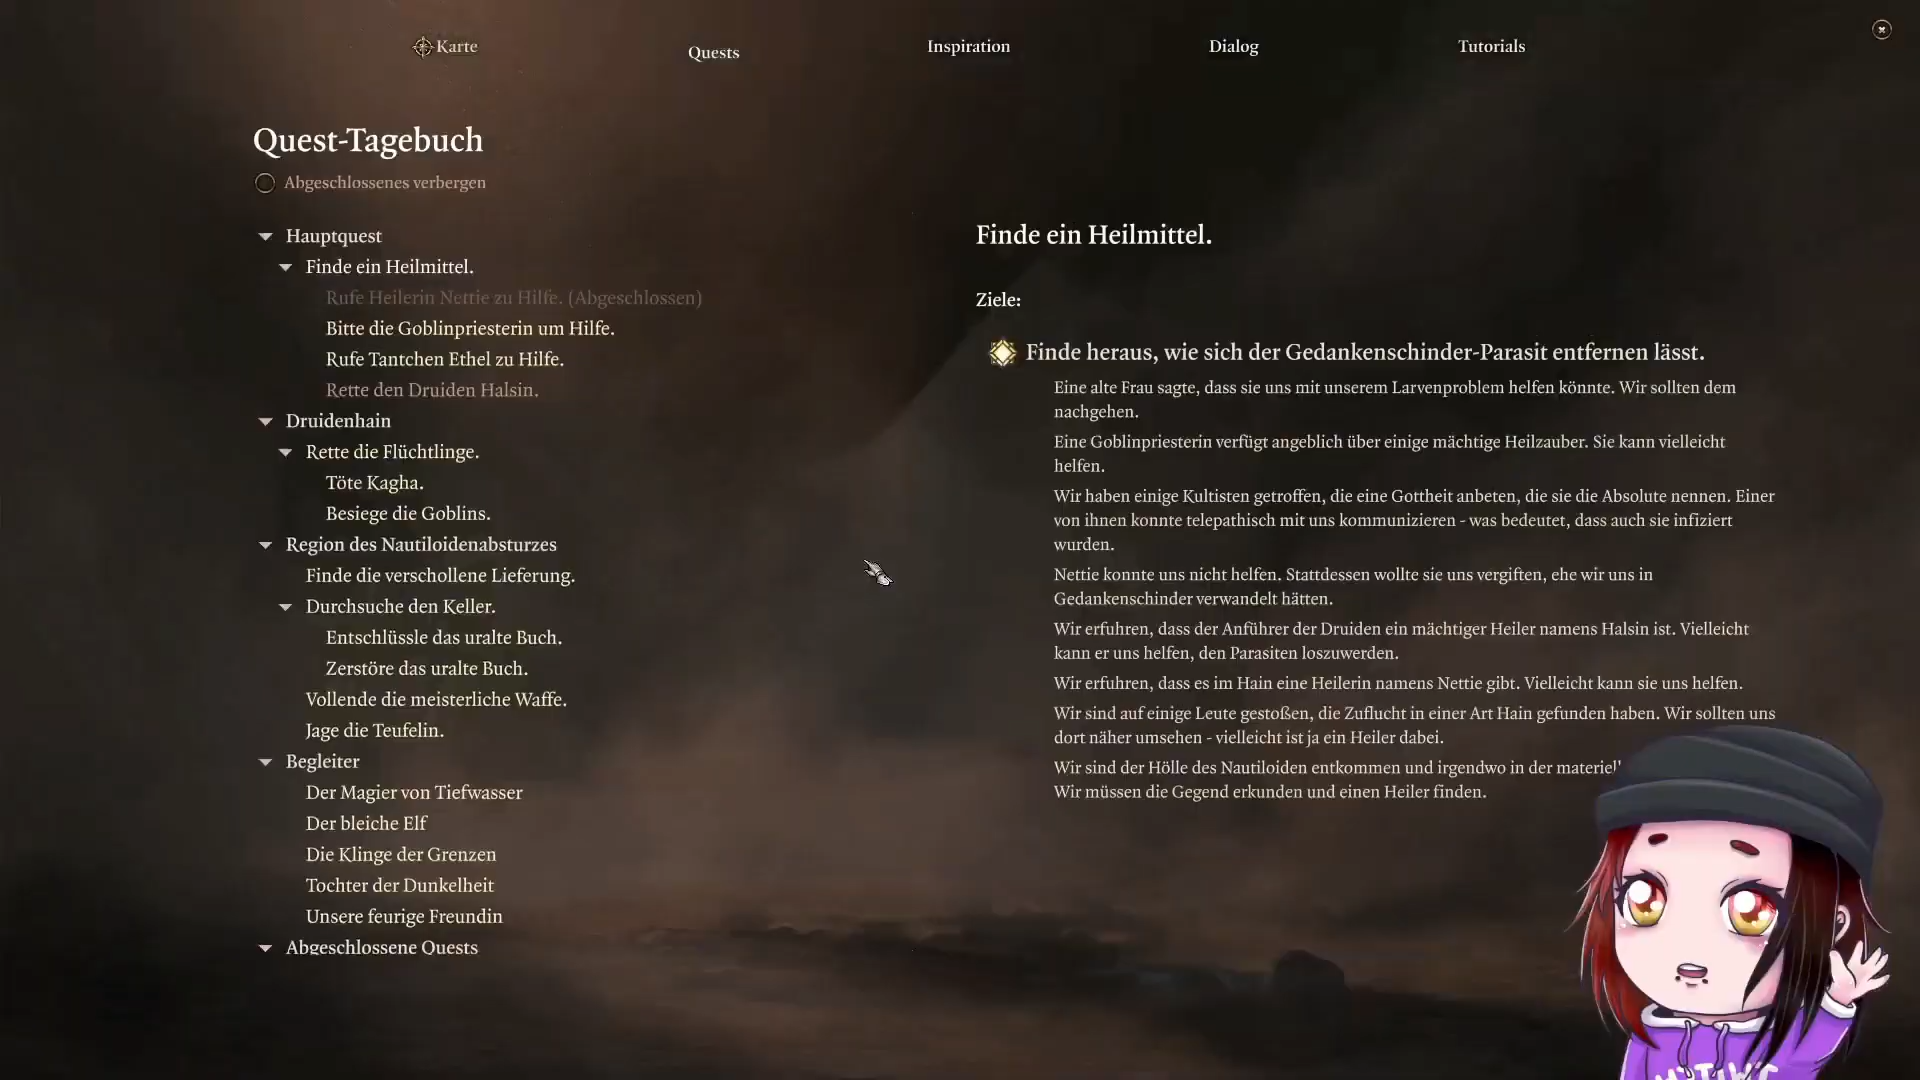 Karte
Quests
Inspiration
Dialog
Tutorials
Quest-Tagebuch
Abgeschlossenes verbergen
Hauptquest
Finde ein Heilmittel.
Rufe Heilerin Nettie zu Hilfe. (Abgeschlossen)
Bitte die Goblinpriesterin um Hilfe.
Rufe Tantchen Ethel zu Hilfe.
Rette den Druiden Halsin.
Druidenhain
Rette die Flüchtlinge.
Töte Kagha.
Besiege die Goblins.
Region des Nautiloidenabsturzes
Finde die verschollene Lieferung.
Durchsuche den Keller.
Entschlüssle das uralte Buch.
Zerstöre das uralte Buch.
Vollende die meisterliche Waffe.
Jage die Teufelin.
Begleiter
Der Magier von Tiefwasser
Der bleiche Elf
Die Klinge der Grenzen
Tochter der Dunkelheit
Unsere feurige Freundin
Abgeschlossene Quests
Finde ein Heilmittel.
Ziele:
Finde heraus, wie sich der Gedankenschinder-Parasit entfernen lässt.
Eine alte Frau sagte, dass sie uns mit unserem Larvenproblem helfen könnte. Wir sollten dem
nachgehen.
Eine Goblinpriesterin verfügt angeblich über einige mächtige Heilzauber. Sie kann vielleicht
helfen.
Wir haben einige Kultisten getroffen, die eine Gottheit anbeten, die sie die Absolute nennen. Einer
von ihnen konnte telepathisch mit uns kommunizieren - was bedeutet, dass auch sie infiziert
wurden.
Nettie konnte uns nicht helfen. Stattdessen wollte sie uns vergiften, ehe wir uns in
Gedankenschinder verwandelt hätten.
Wir erfuhren, dass der Anführer der Druiden ein mächtiger Heiler namens Halsin ist. Vielleicht
kann er uns helfen, den Parasiten loszuwerden.
Wir erfuhren, dass es im Hain eine Heilerin namens Nettie gibt. Vielleicht kann sie uns helfen.
Wir sind auf einige Leute gestoßen, die Zuflucht in einer Art Hain gefunden haben. Wir sollten uns
dort näher umsehen - vielleicht ist ja ein Heiler dabei.
Wir sind der Hölle des Nautiloiden entkommen und irgendwo in der
Wir müssen die Gegend erkunden und einen Heiler finden.